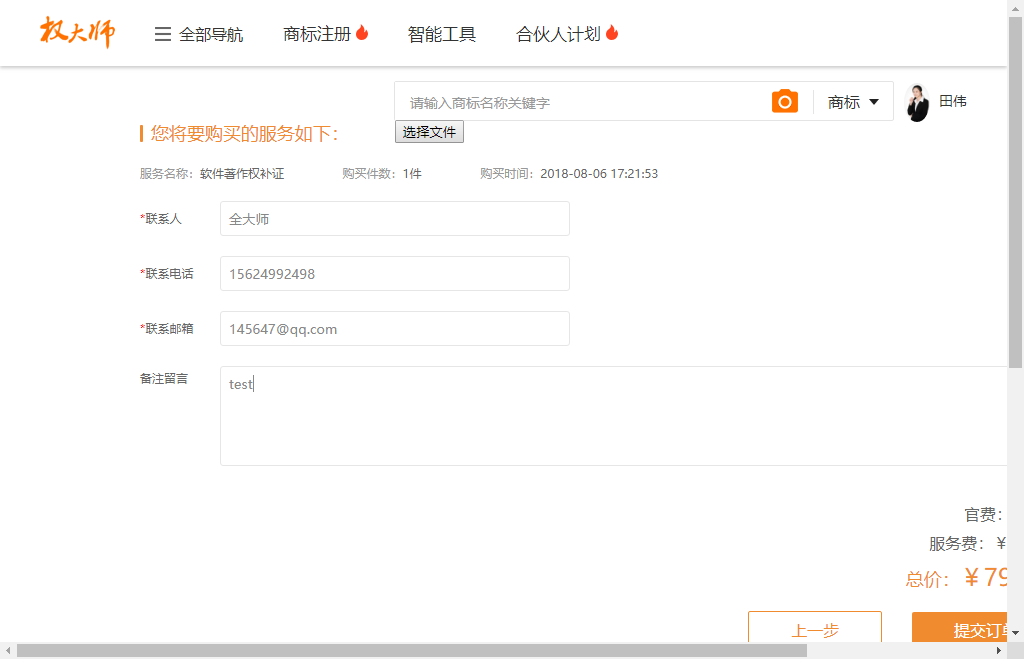 权大师 全部导航 商标注册 智能工具 合伙人计划
请输入商标名称关键字 商标 田伟
选择文件
您将要购买的服务如下：
服务名称：软件著作权补证 购买件数：1件 购买时间：2018-08-06 17:21:53
*联系人 全大师
*联系电话 15624992498
*联系邮箱 145647@qq.com
备注留言 test
官费：
服务费：￥
总价：￥79
上一步 提交订单